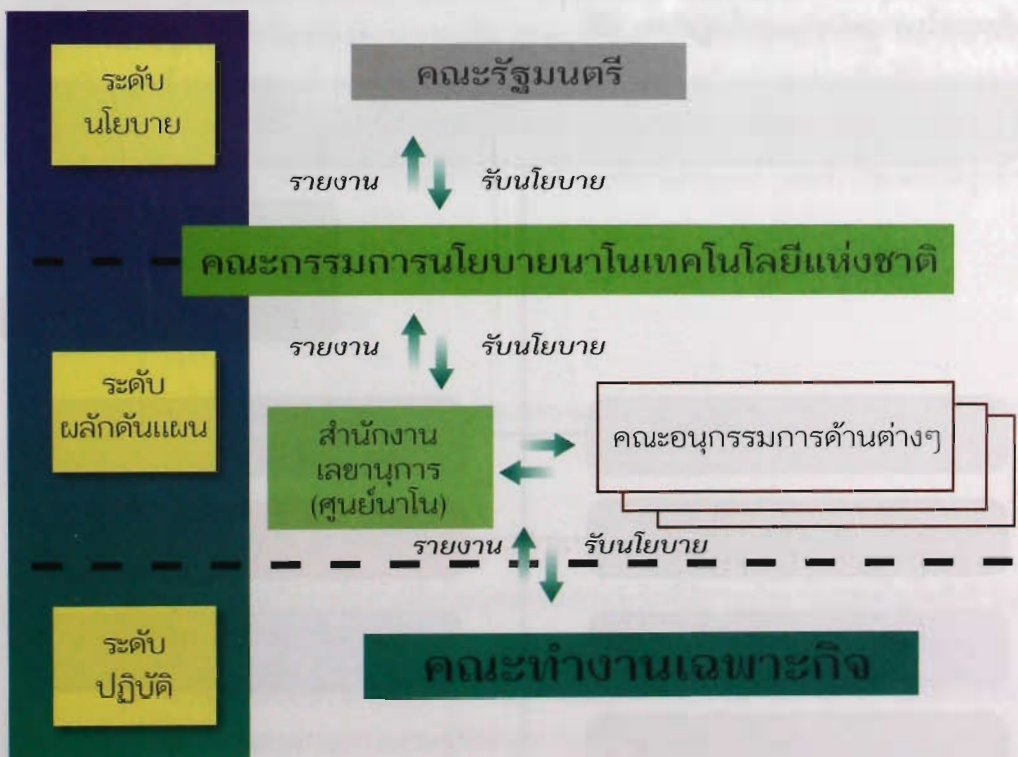 ระดับ
นโยบาย
คณะรัฐมนตรี
รายงาน รับนโยบาย
คณะกรรมการนโยบายนาโนเทคโนโลยีแห่งชาติ
รายงาน รับนโยบาย
ระดับ
ผลักดันแผน
สำนักงาน
เลขานุการ
(ศูนย์นาโน)
คณะอนุกรรมการด้านต่างๆ
รายงาน รับนโยบาย
ระดับ
ปฏิบัติ
คณะทำงานเฉพาะกิจ